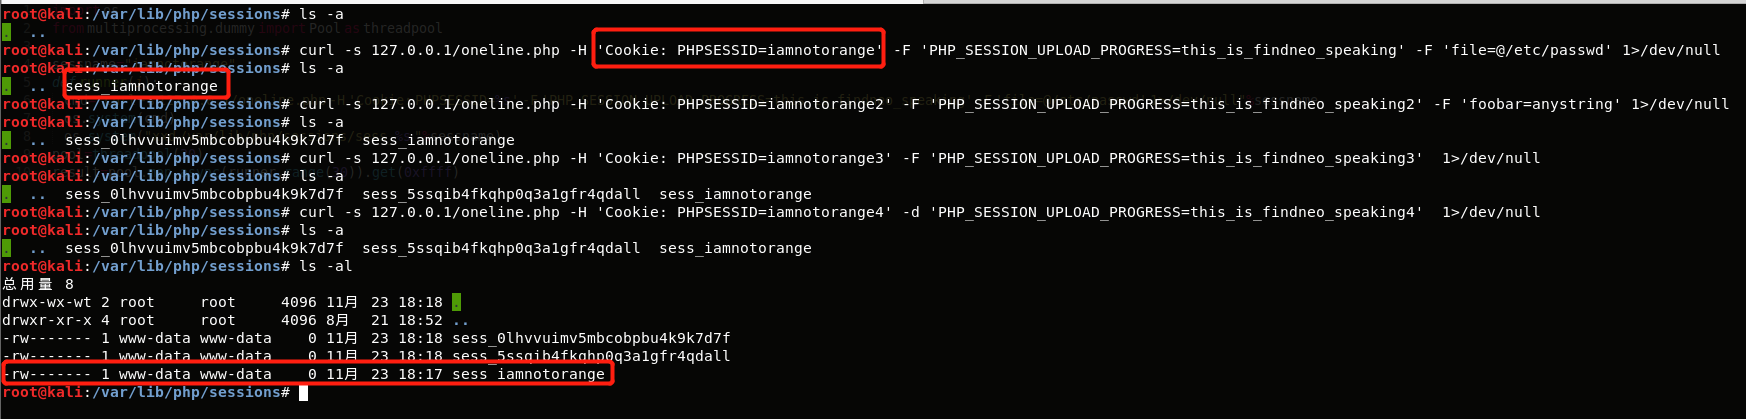 root@kali:/var/lib/php/sessions# ls -a
. ..
root@kali:/var/lib/php/sessions# curl -s 127.0.0.1/oneline.php -H 'Cookie: PHPSESSID=iamnotorange' -F 'PHP_SESSION_UPLOAD_PROGRESS=this_is_findneo_speaking' -F 'file=@/etc/passwd' 1>/dev/null
root@kali:/var/lib/php/sessions# ls -a
. .. sess_iamnotorange
root@kali:/var/lib/php/sessions# curl -s 127.0.0.1/oneline.php -H 'Cookie: PHPSESSID=iamnotorange2' -F 'PHP_SESSION_UPLOAD_PROGRESS=this_is_findneo_speaking2' -F 'foobar=anystring' 1>/dev/null
root@kali:/var/lib/php/sessions# ls -a
. .. sess_0lhvvuimv5mbcobpbu4k9k7d7f sess_iamnotorange
root@kali:/var/lib/php/sessions# curl -s 127.0.0.1/oneline.php -H 'Cookie: PHPSESSID=iamnotorange3' -F 'PHP_SESSION_UPLOAD_PROGRESS=this_is_findneo_speaking3' 1>/dev/null
root@kali:/var/lib/php/sessions# ls -a
. .. sess_0lhvvuimv5mbcobpbu4k9k7d7f sess_5ssqib4fkqhp0q3a1gfr4qdall sess_iamnotorange
root@kali:/var/lib/php/sessions# curl -s 127.0.0.1/oneline.php -H 'Cookie: PHPSESSID=iamnotorange4' -d 'PHP_SESSION_UPLOAD_PROGRESS=this_is_findneo_speaking4' 1>/dev/null
root@kali:/var/lib/php/sessions# ls -a
. .. sess_0lhvvuimv5mbcobpbu4k9k7d7f sess_5ssqib4fkqhp0q3a1gfr4qdall sess_iamnotorange
root@kali:/var/lib/php/sessions# ls -al
总用量 8
drwx-wx-wt 2 root root 4096 11月 23 18:18 .
drwxr-xr-x 4 root root 4096 8月 21 18:52 ..
-rw------- 1 www-data www-data 0 11月 23 18:18 sess_0lhvvuimv5mbcobpbu4k9k7d7f
-rw------- 1 www-data www-data 0 11月 23 18:18 sess_5ssqib4fkqhp0q3a1gfr4qdall
-rw------- 1 www-data www-data 0 11月 23 18:17 sess_iamnotorange
root@kali:/var/lib/php/sessions#